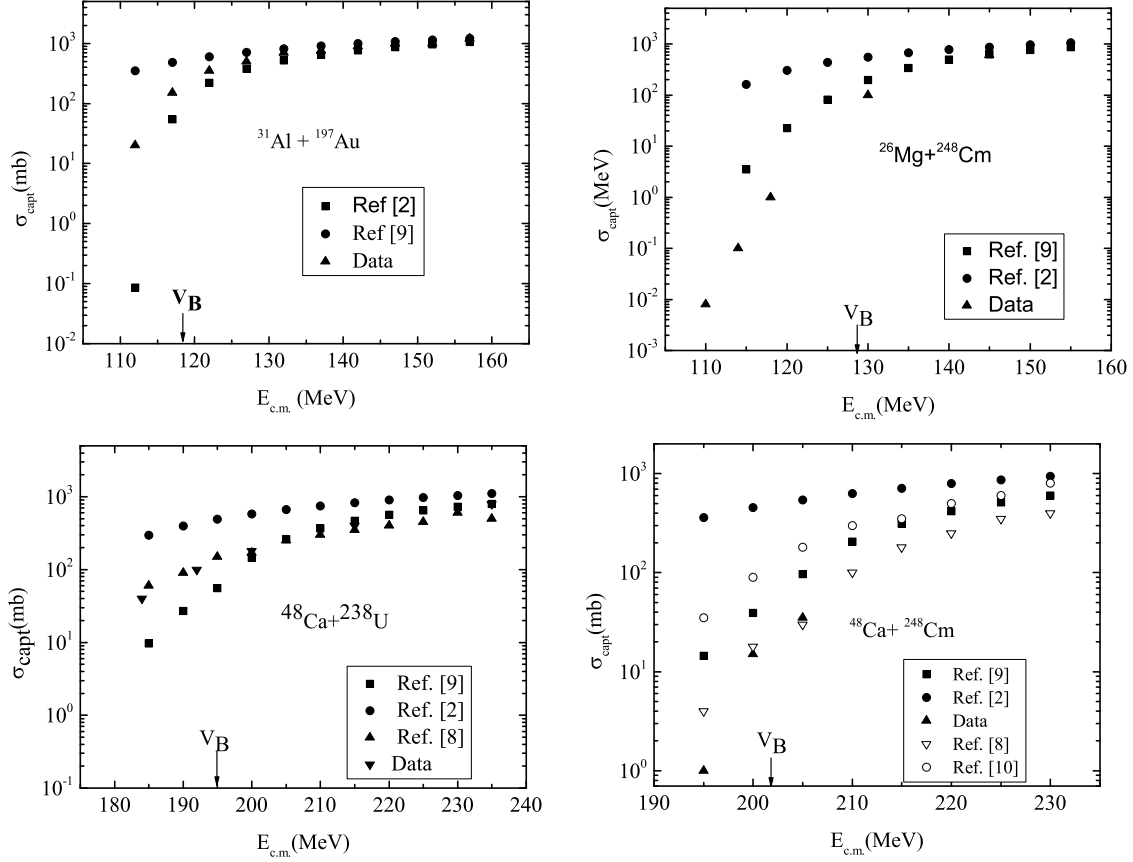 10³
10²
10¹
10⁰
10⁻¹
10⁻²
σcapt(mb)
³¹Al + ¹⁹⁷Au
Ref [2]
Ref [9]
Data
VB
110 120 130 140 150 160
Ec.m. (MeV)
10³
10²
10¹
10⁰
10⁻¹
10⁻²
10⁻³
σcapt(MeV)
²⁶Mg+²⁴⁸Cm
Ref. [9]
Ref. [2]
Data
VB
110 120 130 140 150 160
Ec.m.(MeV)
10³
10²
10¹
10⁰
10⁻¹
σcapt(mb)
⁴⁸Ca+²³⁸U
Ref. [9]
Ref. [2]
Ref. [8]
Data
VB
180 190 200 210 220 230 240
Ec.m.(MeV)
10³
10²
10¹
10⁰
σcapt(mb)
⁴⁸Ca+ ²⁴⁸Cm
Ref. [9]
Ref. [2]
Data
Ref. [8]
Ref. [10]
VB
190 200 210 220 230
Ec.m.(MeV)